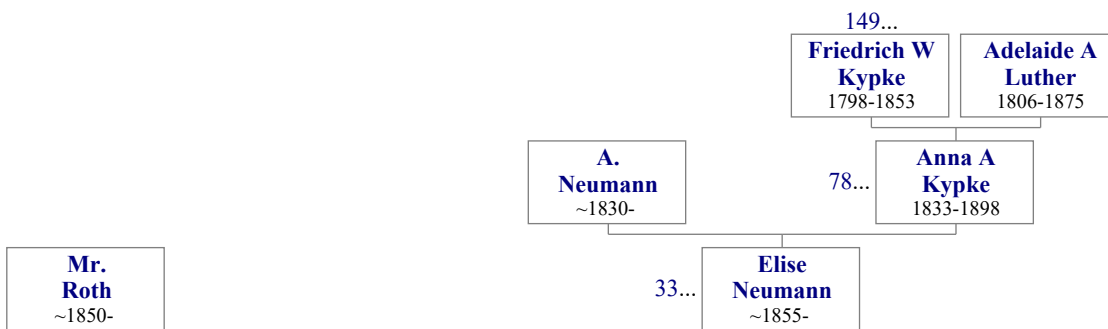 149...
Friedrich W
Kypke
1798-1853
Adelaide A
Luther
1806-1875
A.
Neumann
~1830-
78...
Anna A
Kypke
1833-1898
Mr.
Roth
~1850-
33...
Elise
Neumann
~1855-